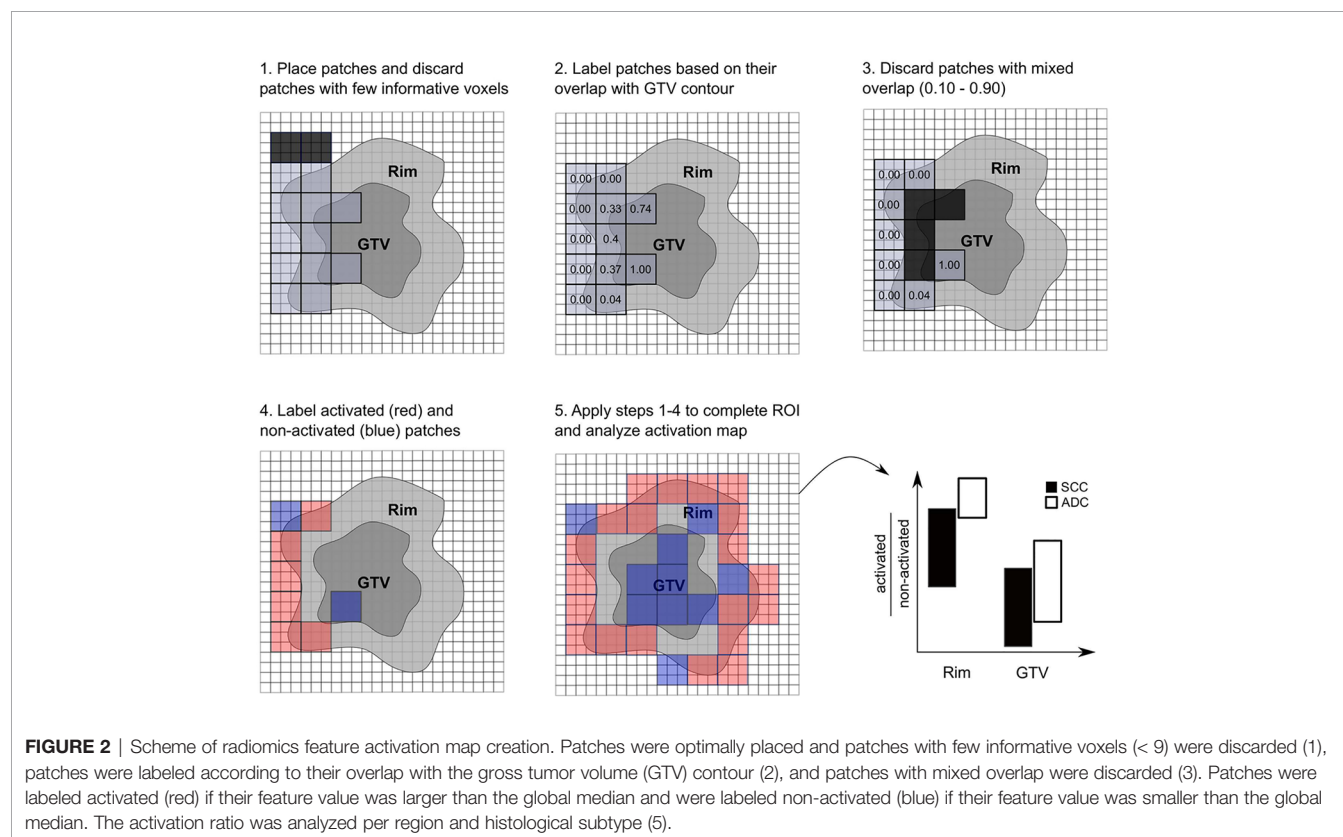 1. Place patches and discard
patches with few informative voxels
Rim
GTV
2. Label patches based on their
overlap with GTV contour
0.00 0.00
Rim
0.00 0.33 0.74
0.00 0.4
GTV
0.00 0.37 1.00
0.00 0.04
3. Discard patches with mixed
overlap (0.10 - 0.90)
0.00 0.00
Rim
0.00
0.00
GTV
0.00 1.00
0.00 0.04
4. Label activated (red) and
non-activated (blue) patches
Rim
GTV
5. Apply steps 1-4 to complete ROI
and analyze activation map
Rim
GTV
SCC
ADC
activated
non-activated
Rim GTV
FIGURE 2 | Scheme of radiomics feature activation map creation. Patches were optimally placed and patches with few informative voxels (< 9) were discarded (1),
patches were labeled according to their overlap with the gross tumor volume (GTV) contour (2), and patches with mixed overlap were discarded (3). Patches were
labeled activated (red) if their feature value was larger than the global median and were labeled non-activated (blue) if their feature value was smaller than the global
median. The activation ratio was analyzed per region and histological subtype (5).